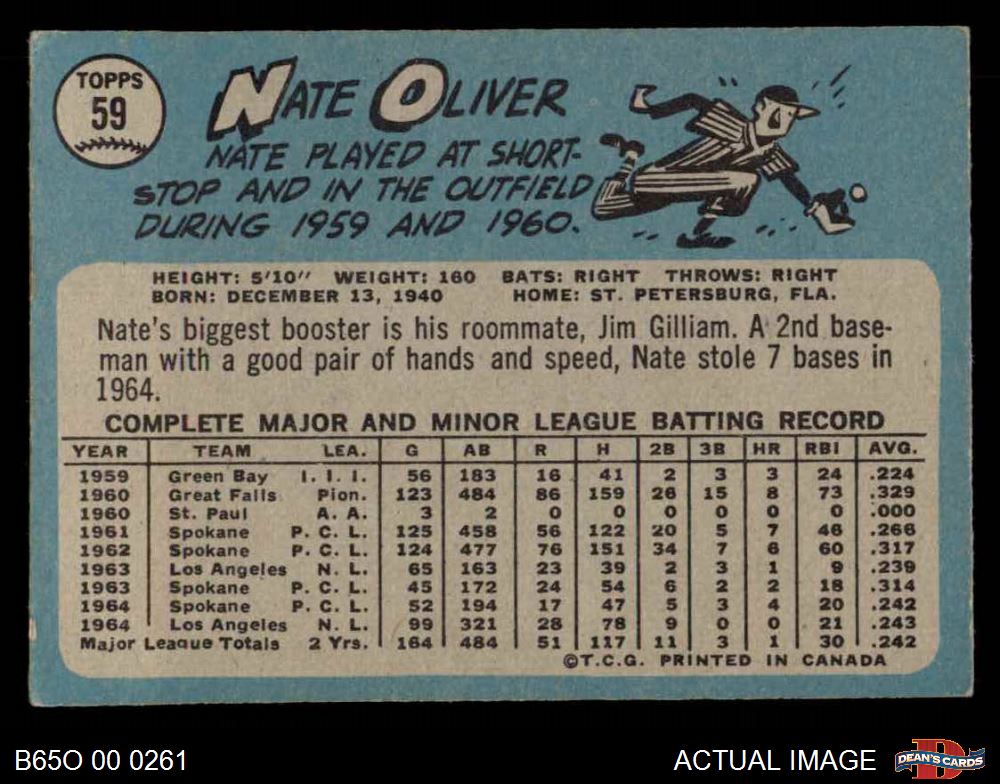 TOPPS
59
NATE OLIVER
NATE PLAYED AT SHORT-
STOP AND IN THE OUTFIELD
DURING 1959 AND 1960.
HEIGHT: 5'10" WEIGHT: 160 BATS: RIGHT THROWS: RIGHT
BORN: DECEMBER 13, 1940 HOME: ST. PETERSBURG, FLA.
Nate's biggest booster is his roommate, Jim Gilliam. A 2nd base-
man with a good pair of hands and speed, Nate stole 7 bases in
1964.
COMPLETE MAJOR AND MINOR LEAGUE BATTING RECORD
YEAR TEAM LEA. G AB R H 2B 3B HR RBI AVG.
1959 Green Bay I. I. I. 56 183 16 41 2 3 3 24 .224
1960 Great Falls Pion. 123 484 86 159 26 15 8 73 .329
1960 St. Paul A. A. 3 2 0 0 0 0 0 0 .000
1961 Spokane P. C. L. 125 458 56 122 20 5 7 46 .266
1962 Spokane P. C. L. 124 477 76 151 34 7 6 60 .317
1963 Los Angeles N. L. 65 163 23 39 2 3 1 9 .239
1963 Spokane P. C. L. 45 172 24 54 6 2 2 18 .314
1964 Spokane P. C. L. 52 194 17 47 5 3 4 20 .242
1964 Los Angeles N. L. 99 321 28 78 9 0 0 21 .243
Major League Totals 2 Yrs. 164 484 51 117 11 3 1 30 .242
©T.C.G. PRINTED IN CANADA
B65O 00 0261
ACTUAL IMAGE
DEAN'S CARDS